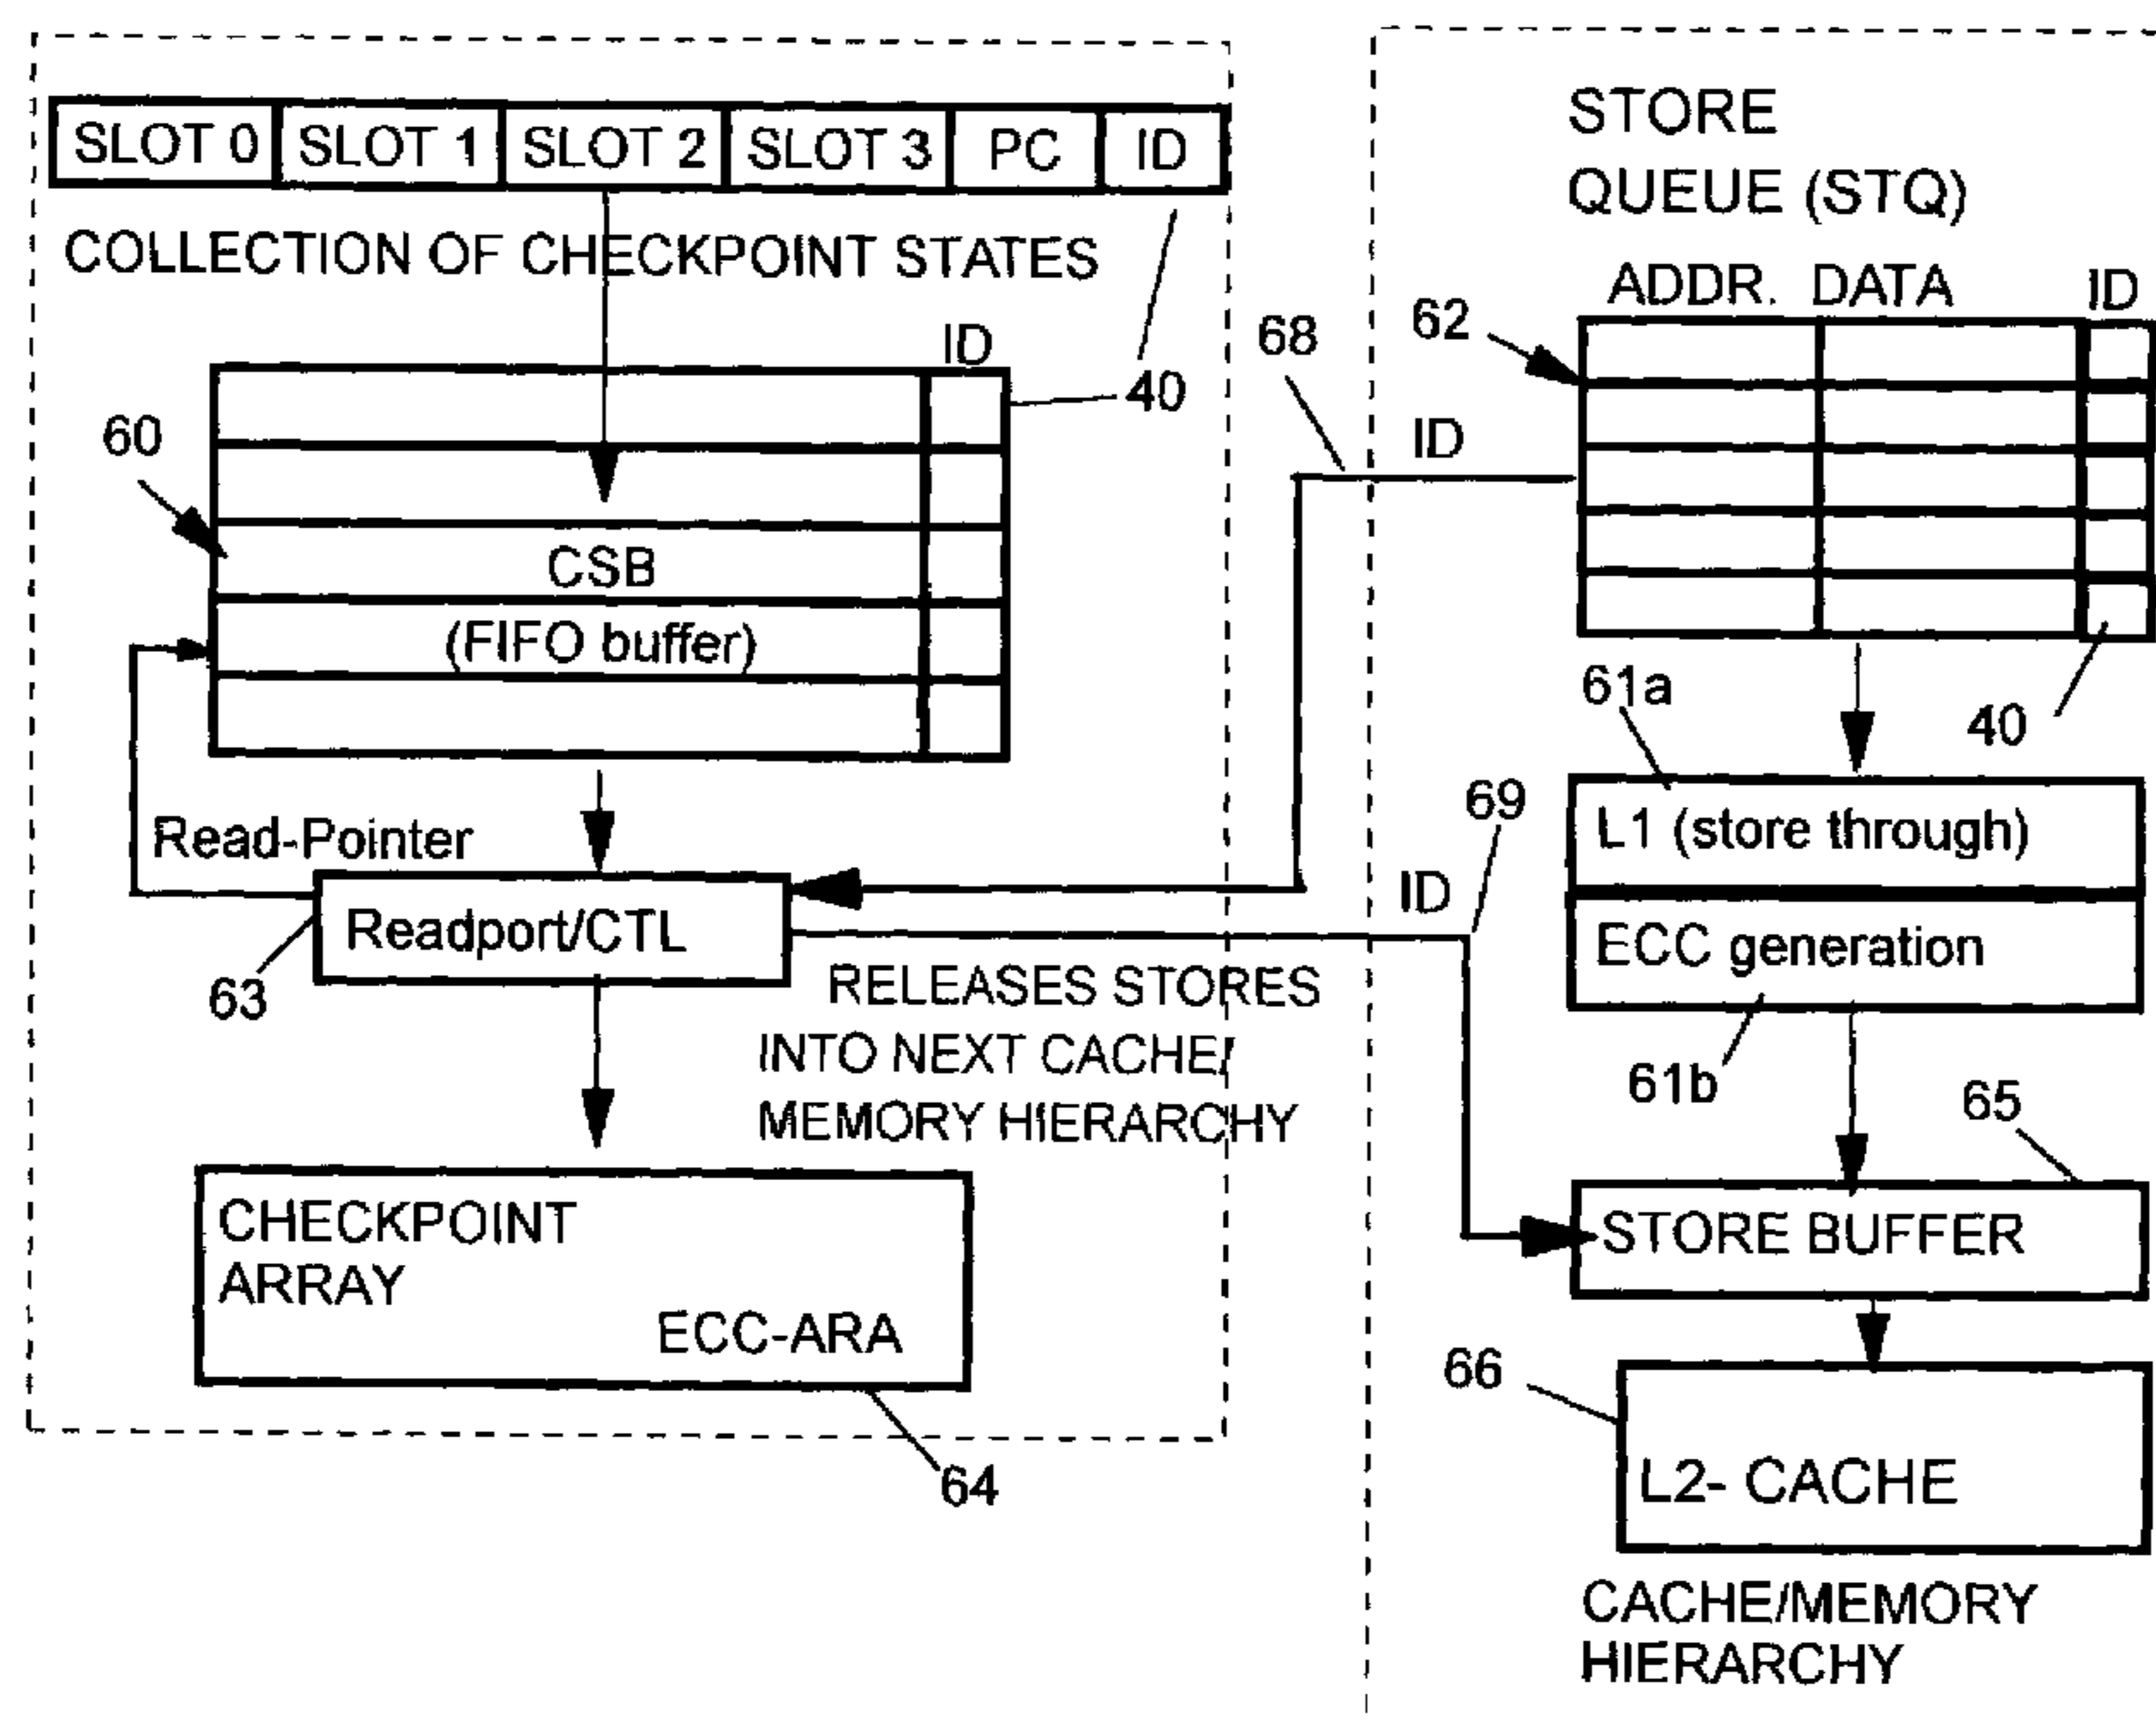 SLOT 0 SLOT 1 SLOT 2 SLOT 3 PC ID
COLLECTION OF CHECKPOINT STATES
ID
40
60
CSB
(FIFO buffer)
Read-Pointer
Readport/CTL
63
RELEASES STORES
INTO NEXT CACHE/
MEMORY HIERARCHY
CHECKPOINT
ARRAY
ECC-ARA
64
STORE
QUEUE (STQ)
ADDR. DATA ID
62
68
ID
61a
40
L1 (store through)
69
ID
ECC generation
61b
65
STORE BUFFER
66
L2- CACHE
CACHE/MEMORY
HIERARCHY